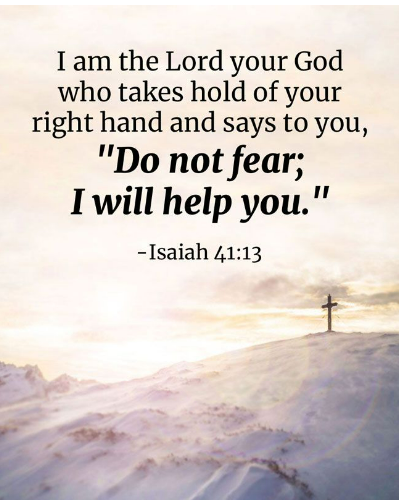 I am the Lord your God
who takes hold of your
right hand and says to you,
"Do not fear;
I will help you."
-Isaiah 41:13